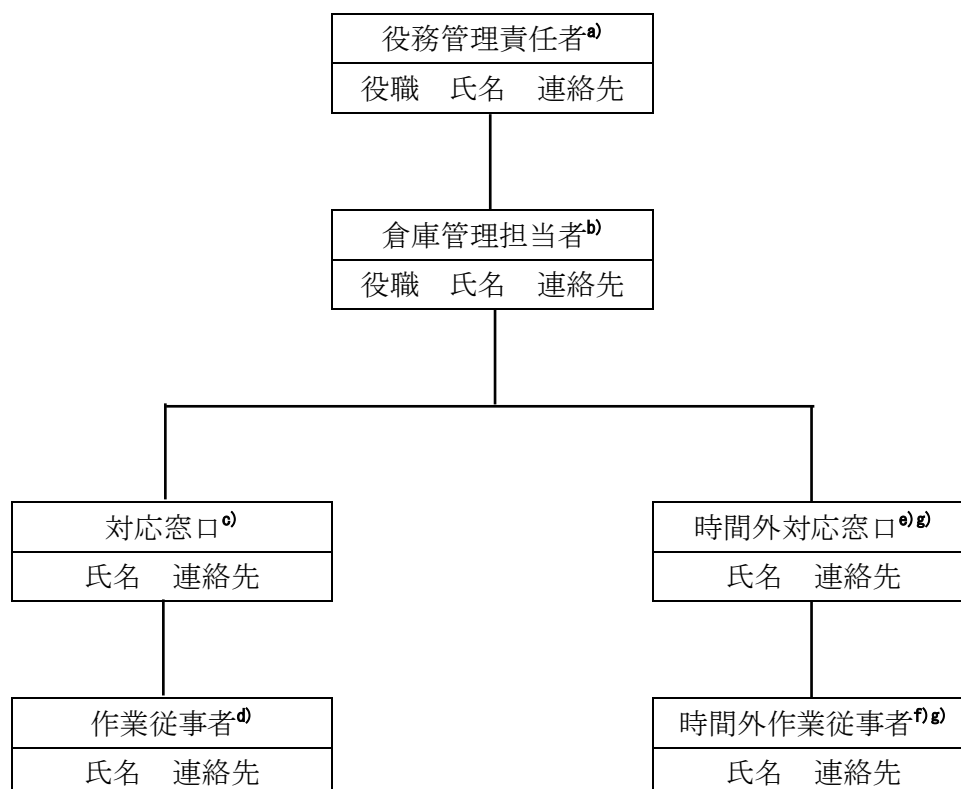 役務管理責任者a)
役職 氏名 連絡先
倉庫管理担当者b)
役職 氏名 連絡先
対応窓口c)
氏名 連絡先
時間外対応窓口e)g)
氏名 連絡先
作業従事者d)
氏名 連絡先
時間外作業従事者f)g)
氏名 連絡先